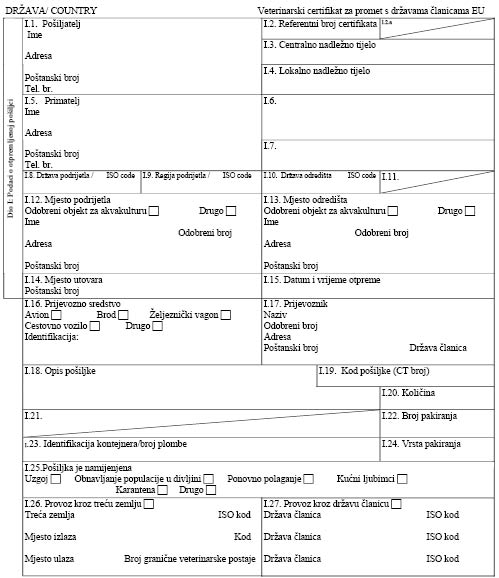 DRŽAVA/ COUNTRY
Veterinarski certifikat za promet s državama članicama EU
Dio I: Podaci o otpremljenoj pošiljci
I.1. Pošiljatelj
Ime
Adresa
Poštanski broj
Tel. br.
I.2. Referentni broj certifikata
I.2.a
I.3. Centralno nadležno tijelo
I.4. Lokalno nadležno tijelo
I.5. Primatelj
Ime
Adresa
Poštanski broj
Tel. br.
I.6.
I.7.
I.8. Država podrijetla / ISO code
I.9. Regija podrijetla / ISO code
I.10. Država odredišta ISO code
I.11.
I.12. Mjesto podrijetla
Odobreni objekt za akvakulturu Drugo
Ime
Odobreni broj
Adresa
Poštanski broj
I.13. Mjesto odredišta
Odobreni objekt za akvakulturu Drugo
Ime
Odobreni broj
Adresa
Poštanski broj
I.14. Mjesto utovara
Poštanski broj
I.15. Datum i vrijeme otpreme
I.16. Prijevozno sredstvo
Avion Brod Željeznički vagon
Cestovno vozilo Drugo
Identifikacija:
I.17. Prijevoznik
Naziv
Odobreni broj
Adresa
Poštanski broj Država članica
I.18. Opis pošiljke
I.19. Kod pošiljke (CT broj)
I.20. Količina
I.21.
I.22. Broj pakiranja
I.23. Identifikacija kontejnera/broj plombe
I.24. Vrsta pakiranja
I.25.Pošiljka je namijenjena
Uzgoj Obnavljanje populacije u divljini Ponovno polaganje Kućni ljubimci
Karantena Drugo
I.26. Provoz kroz treću zemlju
Treća zemlja ISO kod
Mjesto izlaza Kod
Mjesto ulaza Broj granične veterinarske postaje
I.27. Provoz kroz državu članicu
Država članica ISO kod
Država članica ISO kod
Država članica ISO kod